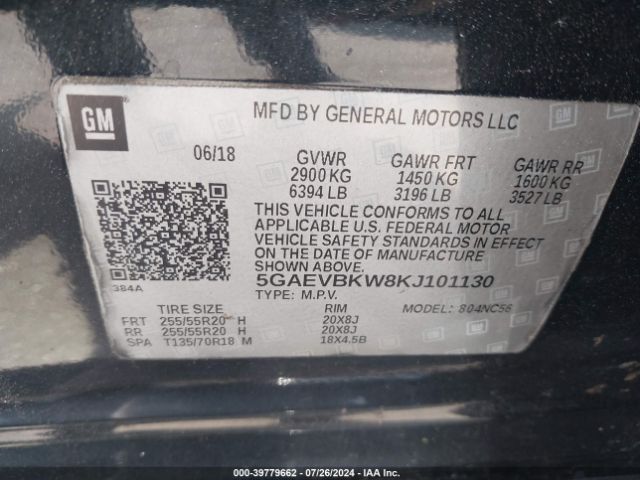 GM
MFD BY GENERAL MOTORS LLC
06/18 GVWR GAWR FRT GAWR RR
2900 KG 1450 KG 1600 KG
6394 LB 3196 LB 3527 LB
THIS VEHICLE CONFORMS TO ALL
APPLICABLE U.S. FEDERAL MOTOR
VEHICLE SAFETY STANDARDS IN EFFECT
ON THE DATE OF MANUFACTURE
SHOWN ABOVE.
384A 5GAEVBKW8KJ101130
TYPE: M.P.V. MODEL: 804NC56
TIRE SIZE RIM
FRT 255/55R20 H 20X8J
RR 255/55R20 H 20X8J
SPA T135/70R18 M 18X4.5B
000-39779662 / 07/26/2024 / IAA Inc.